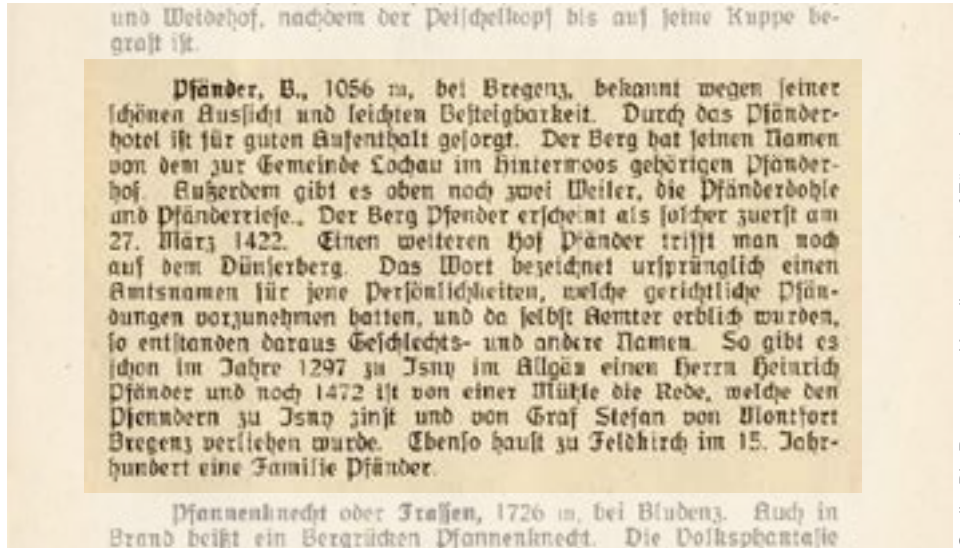 und Weidehof, nachdem der Peischelkopf bis auf seine Kuppe be-
grast ist.
Pfänder, B., 1056 m, bei Bregenz, bekannt wegen seiner
schönen Aussicht und leichten Besteigbarkeit. Durch das Pfänder-
hotel ist für guten Aufenthalt gesorgt. Der Berg hat seinen Namen
von dem zur Gemeinde Lochau im Hintermoos gehörigen Pfänder-
hof. Außerdem gibt es oben noch zwei Weiler, die Pfänderdohle
und Pfänderriese., Der Berg Pfender erscheint als solcher zuerst am
27. März 1422. Einen weiteren Hof Pfänder trifft man noch
auf dem Dünserberg. Das Wort bezeichnet ursprünglich einen
Amtsnamen für jene Persönlichkeiten, welche gerichtliche Pfän-
dungen vorzunehmen hatten, und da selbst Aemter erblich wurden,
so entstanden daraus Geschlechts- und andere Namen. So gibt es
schon im Jahre 1297 zu Isny im Allgäu einen Herrn Heinrich
Pfänder und noch 1472 ist von einer Mühle die Rede, welche den
Pfenndern zu Isny zinst und von Graf Stefan von Montfort
Bregenz verliehen wurde. Ebenso haust zu Feldkirch im 15. Jahr-
hundert eine Familie Pfänder.
Pfannenknecht oder Frassen, 1726 m, bei Bludenz. Auch in
Brand heißt ein Bergrücken Pfannenknecht. Die Volksphantasie